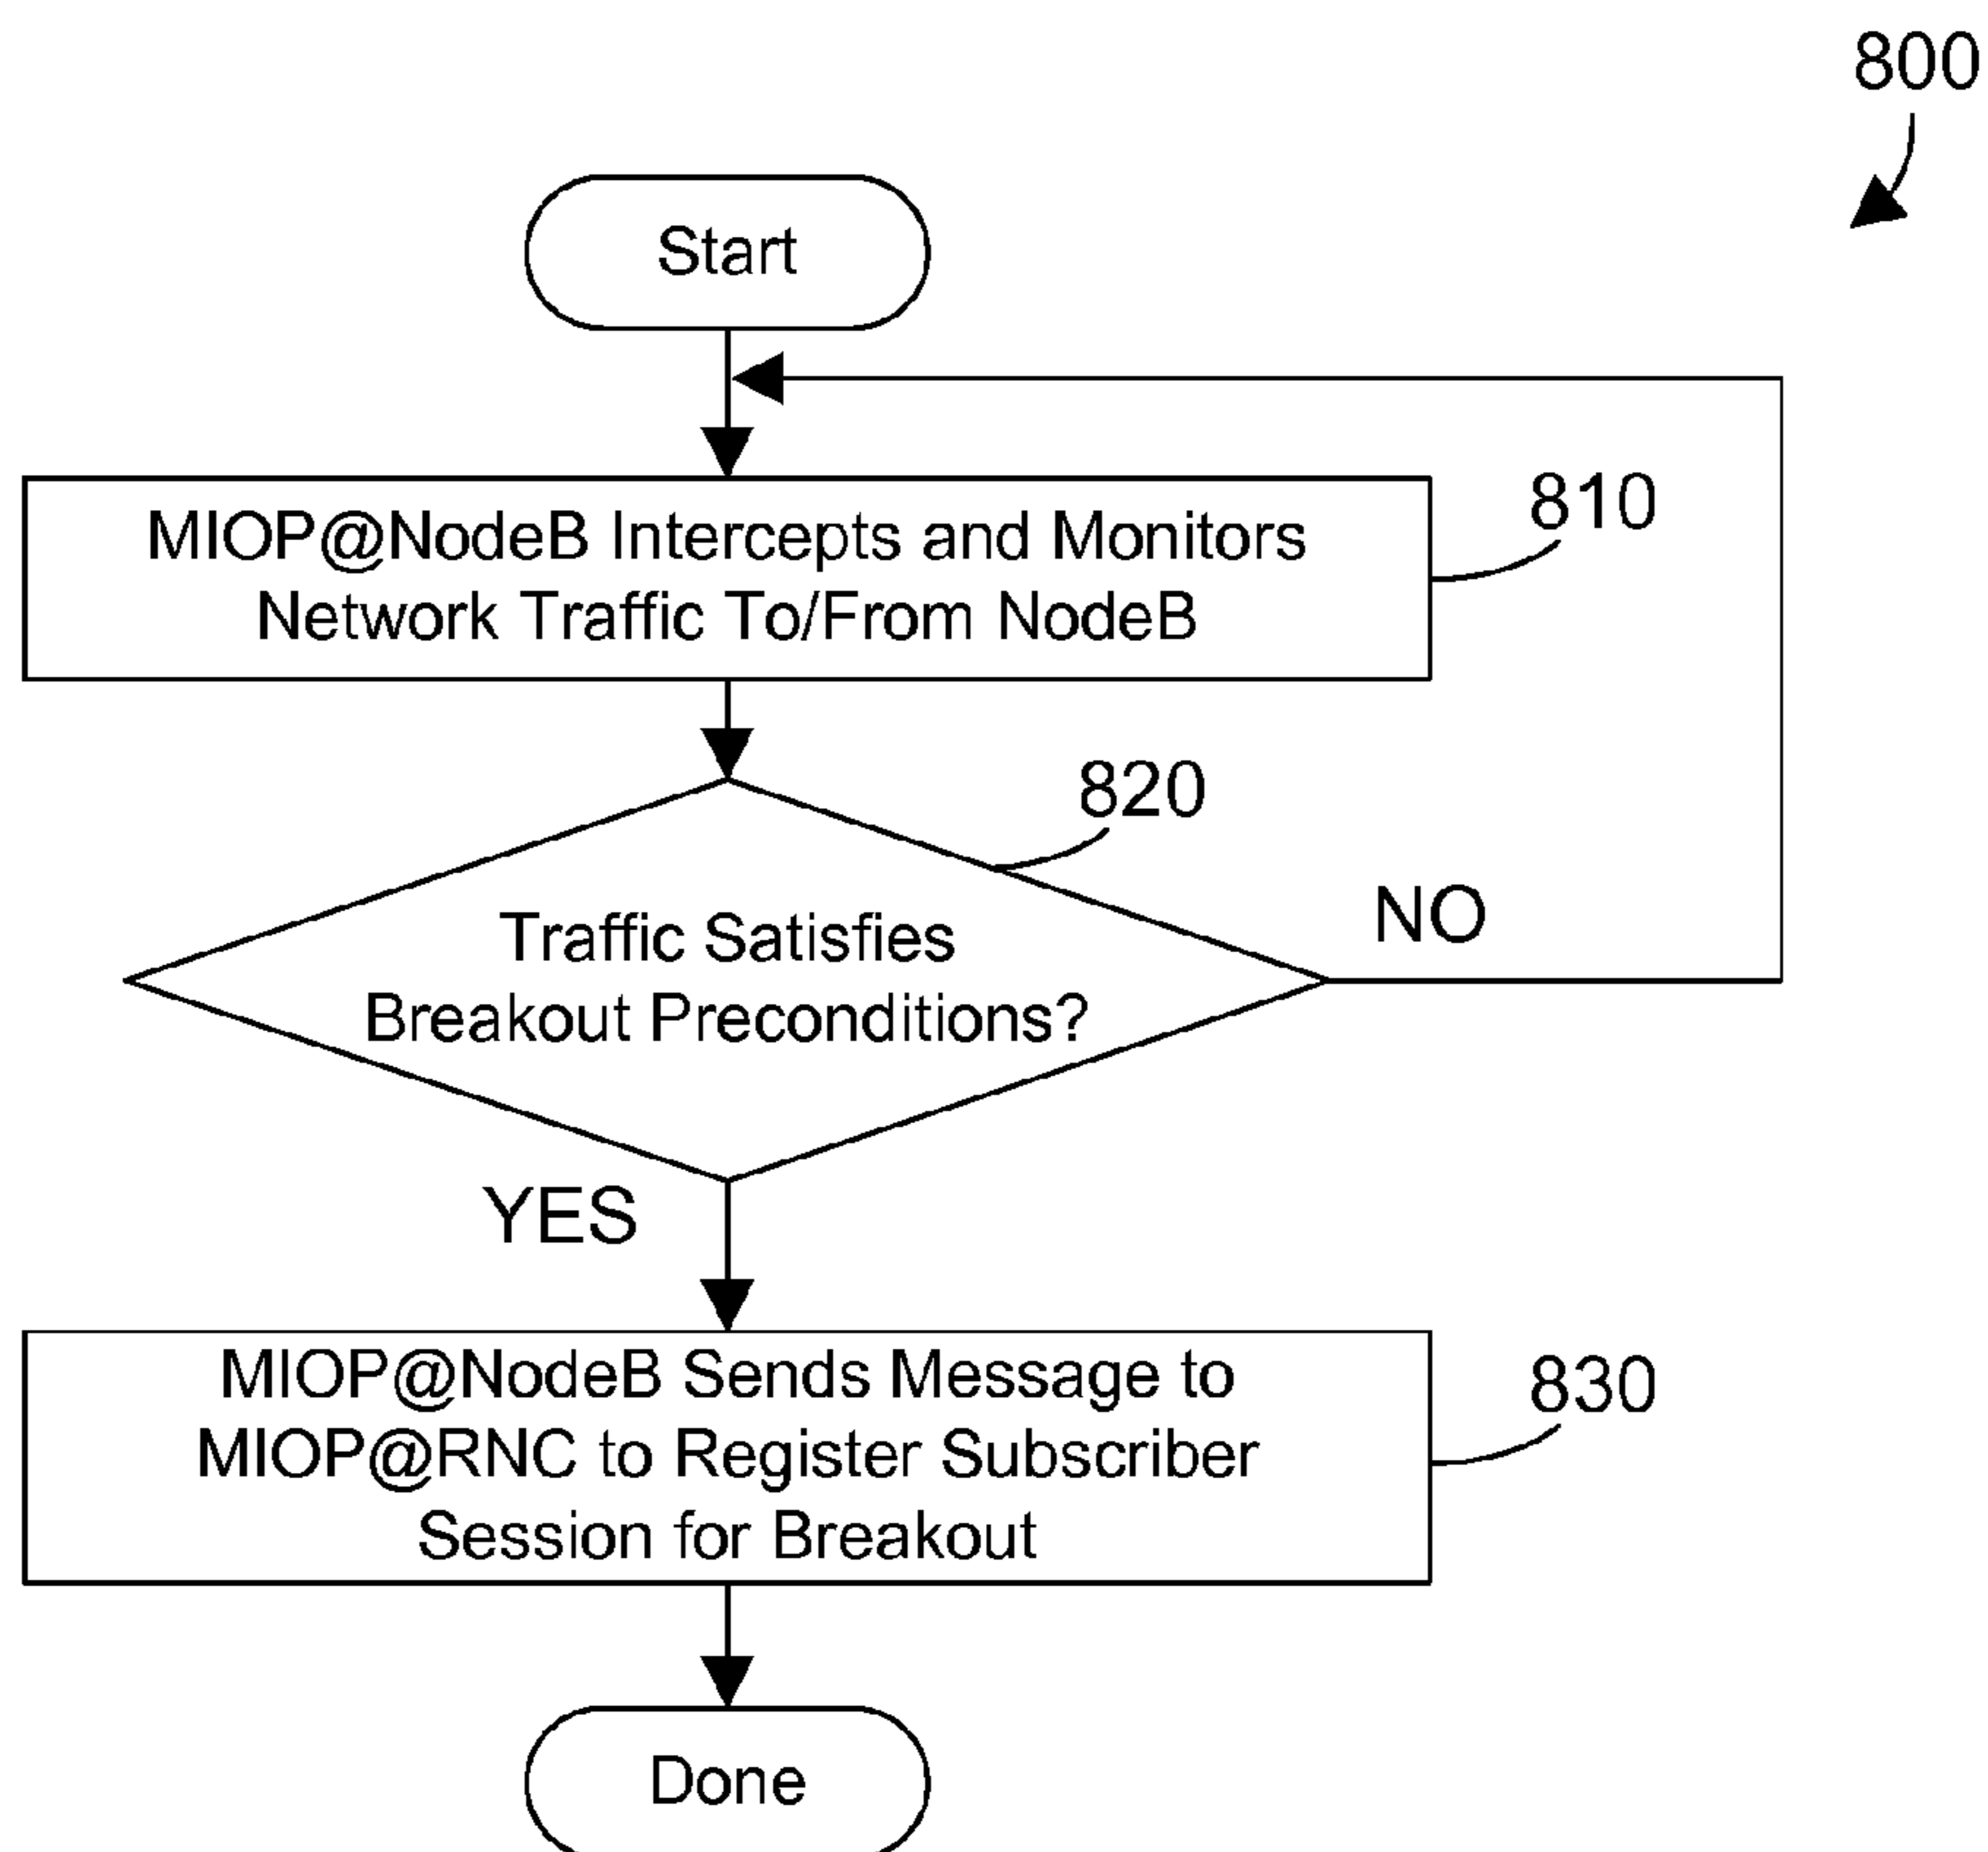 800
Start
MIOP@NodeB Intercepts and Monitors
Network Traffic To/From NodeB
810
820
Traffic Satisfies
Breakout Preconditions?
NO
YES
MIOP@NodeB Sends Message to
MIOP@RNC to Register Subscriber
Session for Breakout
830
Done